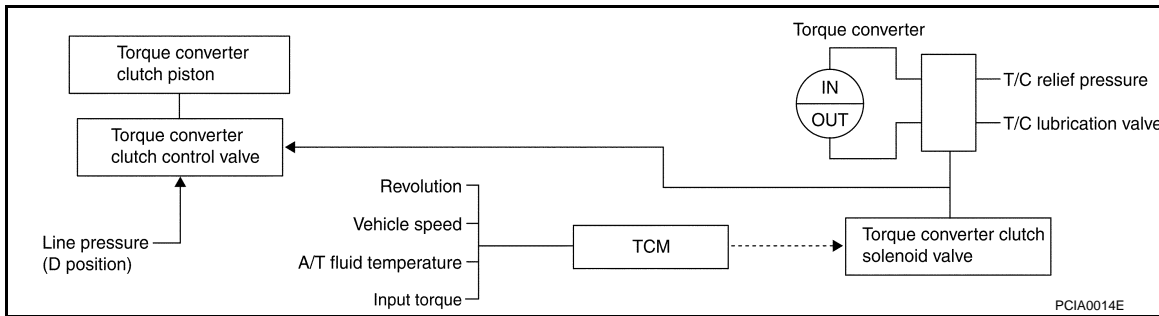 Torque converter
clutch piston
Torque converter
clutch control valve
Line pressure
(D position)
Revolution
Vehicle speed
A/T fluid temperature
Input torque
TCM
Torque converter
IN
OUT
T/C relief pressure
T/C lubrication valve
Torque converter clutch
solenoid valve
PCIA0014E